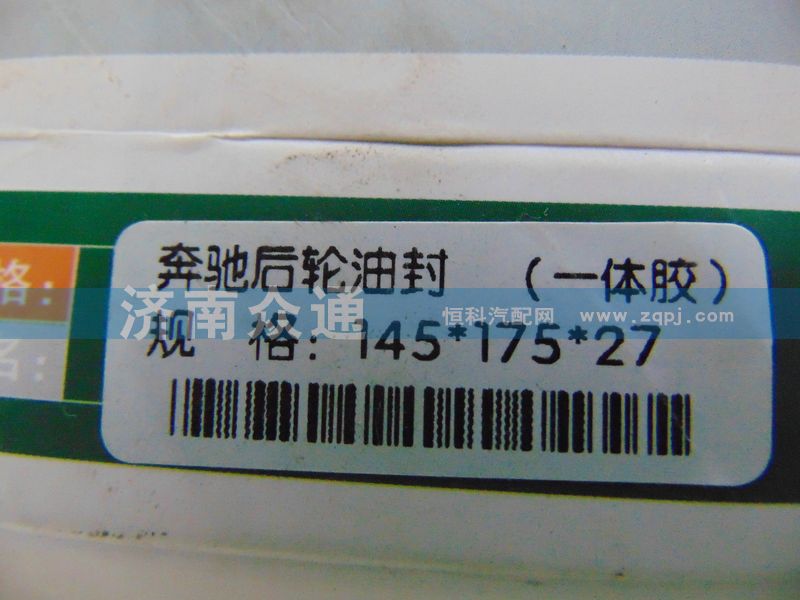 奔驰后轮油封 （一体胶）
规 格：145*175*27
格：
名：
济南众通
恒科汽配网 www.zqpj.com